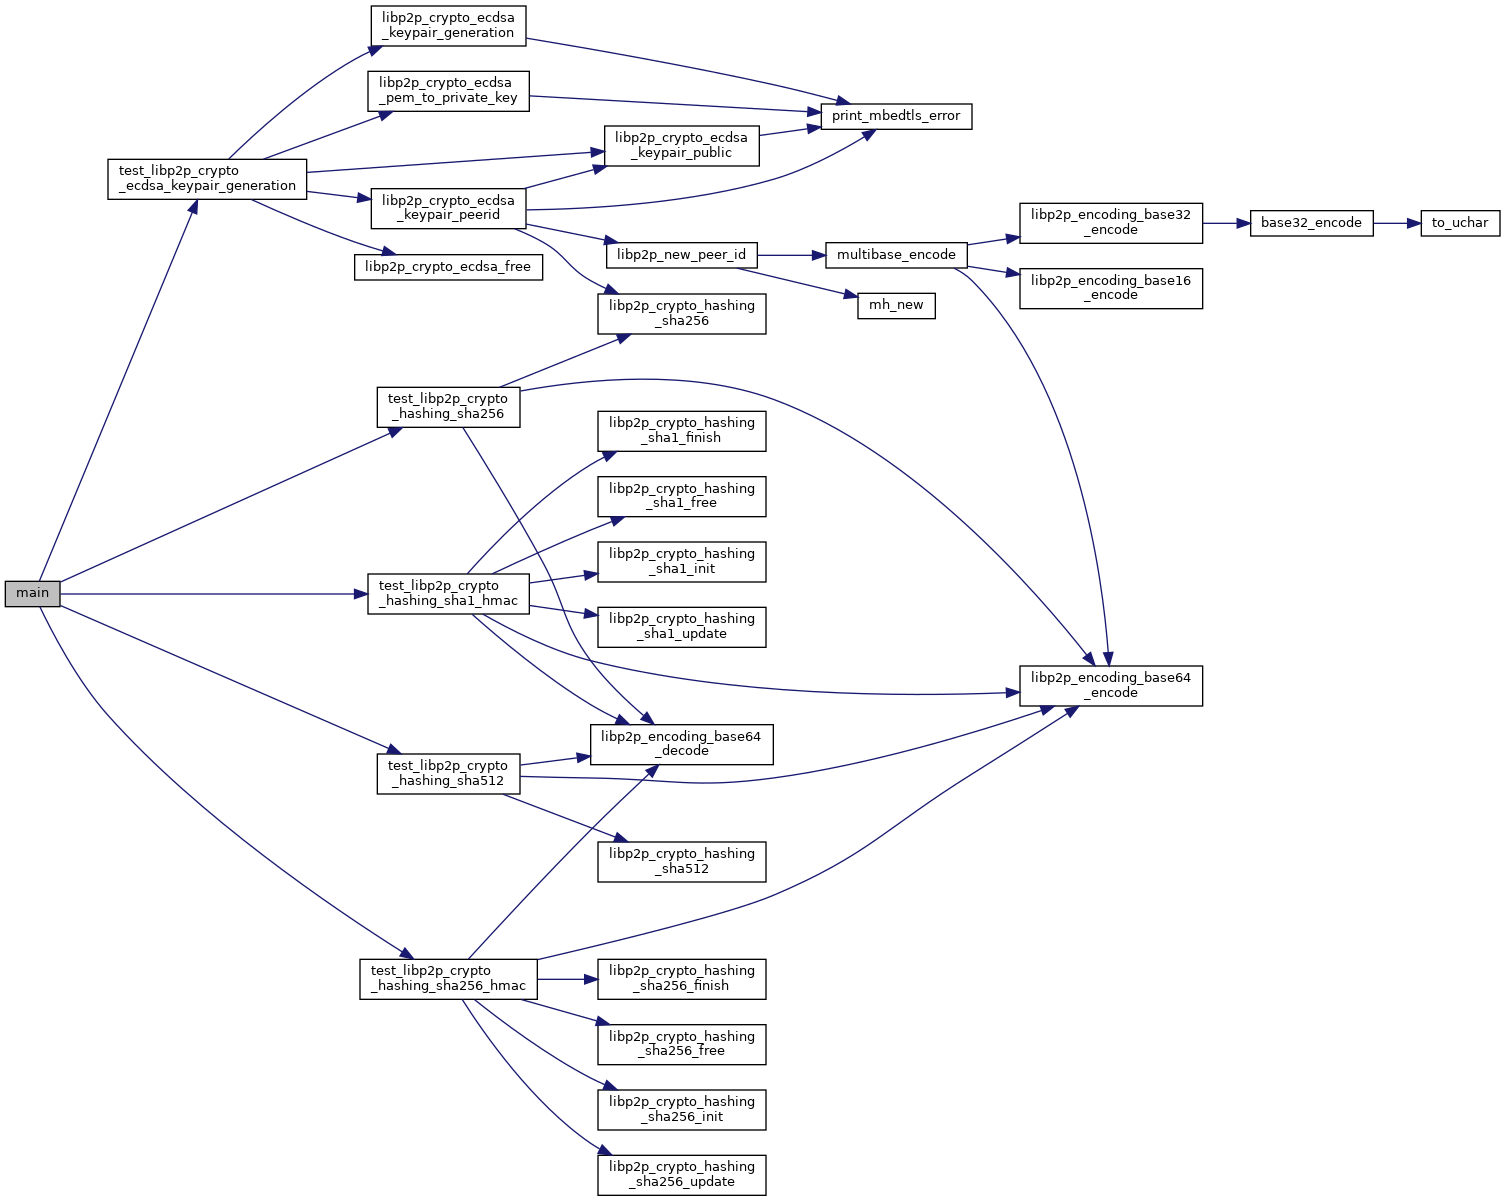 libp2p_crypto_ecdsa
_keypair_generation
libp2p_crypto_ecdsa
_pem_to_private_key
print_mbedtls_error
libp2p_crypto_ecdsa
_keypair_public
test_libp2p_crypto
_ecdsa_keypair_generation
libp2p_crypto_ecdsa
_keypair_peerid
libp2p_encoding_base32
_encode
base32_encode
to_uchar
libp2p_crypto_ecdsa_free
libp2p_new_peer_id
multibase_encode
libp2p_encoding_base16
_encode
mh_new
libp2p_crypto_hashing
_sha256
test_libp2p_crypto
_hashing_sha256
libp2p_crypto_hashing
_sha1_finish
libp2p_crypto_hashing
_sha1_free
libp2p_crypto_hashing
_sha1_init
main
test_libp2p_crypto
_hashing_sha1_hmac
libp2p_crypto_hashing
_sha1_update
libp2p_encoding_base64
_encode
libp2p_encoding_base64
_decode
test_libp2p_crypto
_hashing_sha512
libp2p_crypto_hashing
_sha512
test_libp2p_crypto
_hashing_sha256_hmac
libp2p_crypto_hashing
_sha256_finish
libp2p_crypto_hashing
_sha256_free
libp2p_crypto_hashing
_sha256_init
libp2p_crypto_hashing
_sha256_update